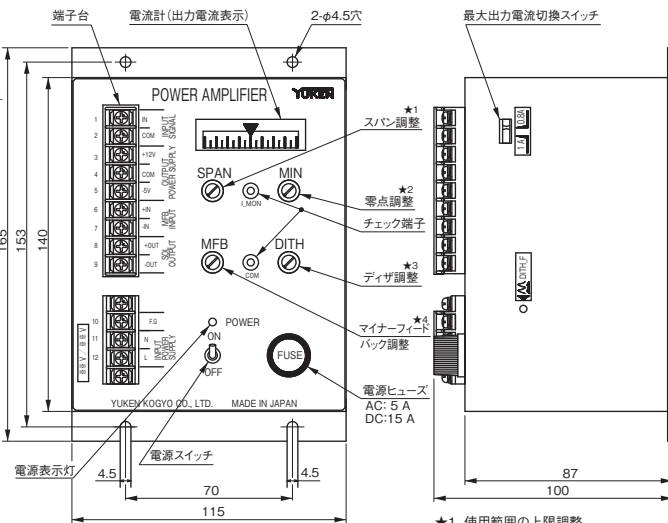 端子台
電流計(出力電流表示)
2-φ4.5穴
最大出力電流切換スイッチ
POWER AMPLIFIER
YUKEN
1
IN
2
COM
INPUT SIGNAL
3
+12V
4
COM
5
-5V
OUTPUT POWER SUPPLY
6
+IN
7
-IN
MFB INPUT
8
+OUT
9
-OUT
SOL OUTPUT
SPAN
MIN
I_MON
MFB
DITH
COM
★1
スパン調整
★2
零点調整
チェック端子
★3
ディザ調整
★4
マイナーフィード
バック調整
0.8A
1A
DITH_F
10
F.G
11
N
12
L
INPUT POWER SUPPLY
※※V/※※V
POWER
ON
OFF
FUSE
電源ヒューズ
AC: 5 A
DC:15 A
YUKEN KOGYO CO., LTD.
MADE IN JAPAN
電源表示灯
電源スイッチ
165
153
140
4.5
4.5
70
115
87
100
★1 使用範囲の上限調整